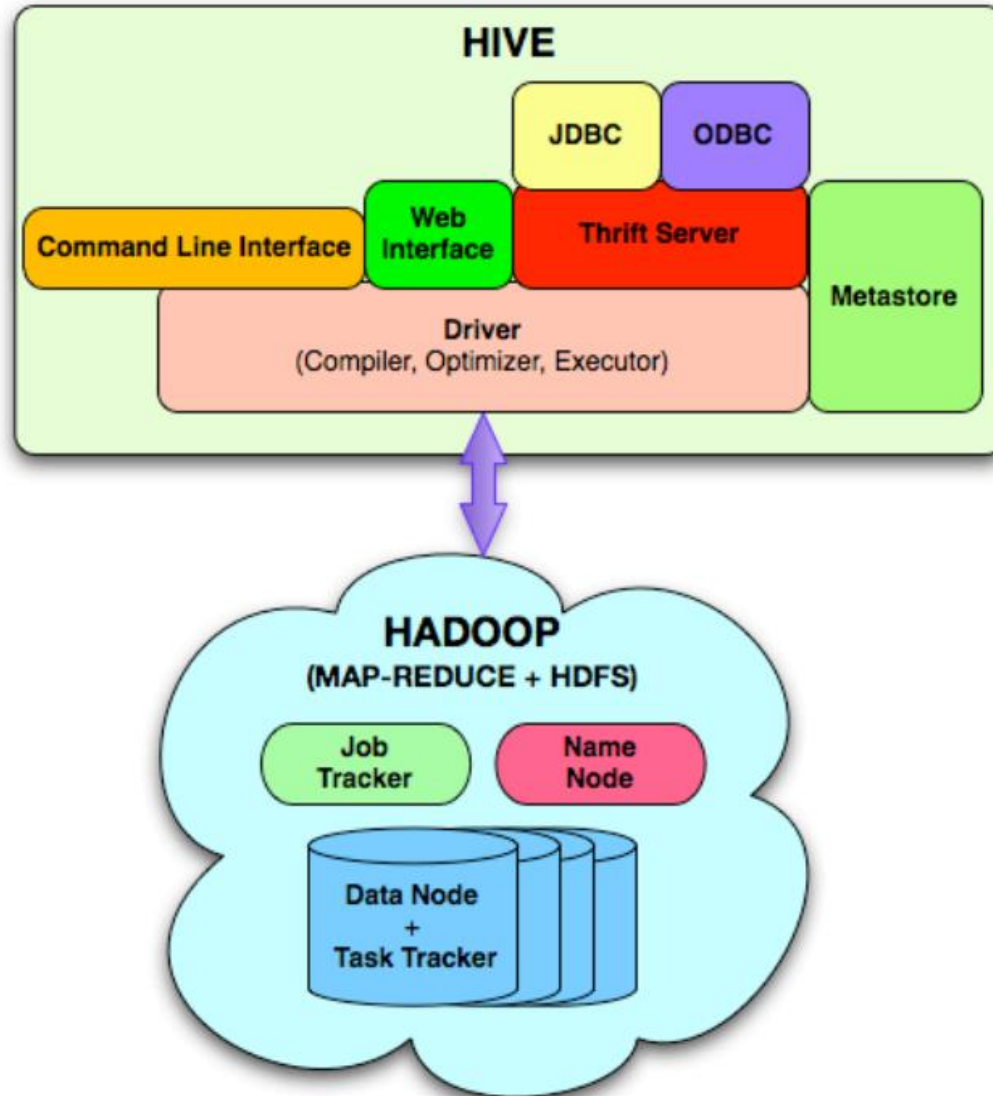 HIVE
JDBC
ODBC
Command Line Interface
Web
Interface
Thrift Server
Metastore
Driver
(Compiler, Optimizer, Executor)
HADOOP
(MAP-REDUCE + HDFS)
Job
Tracker
Name
Node
Data Node
+
Task Tracker